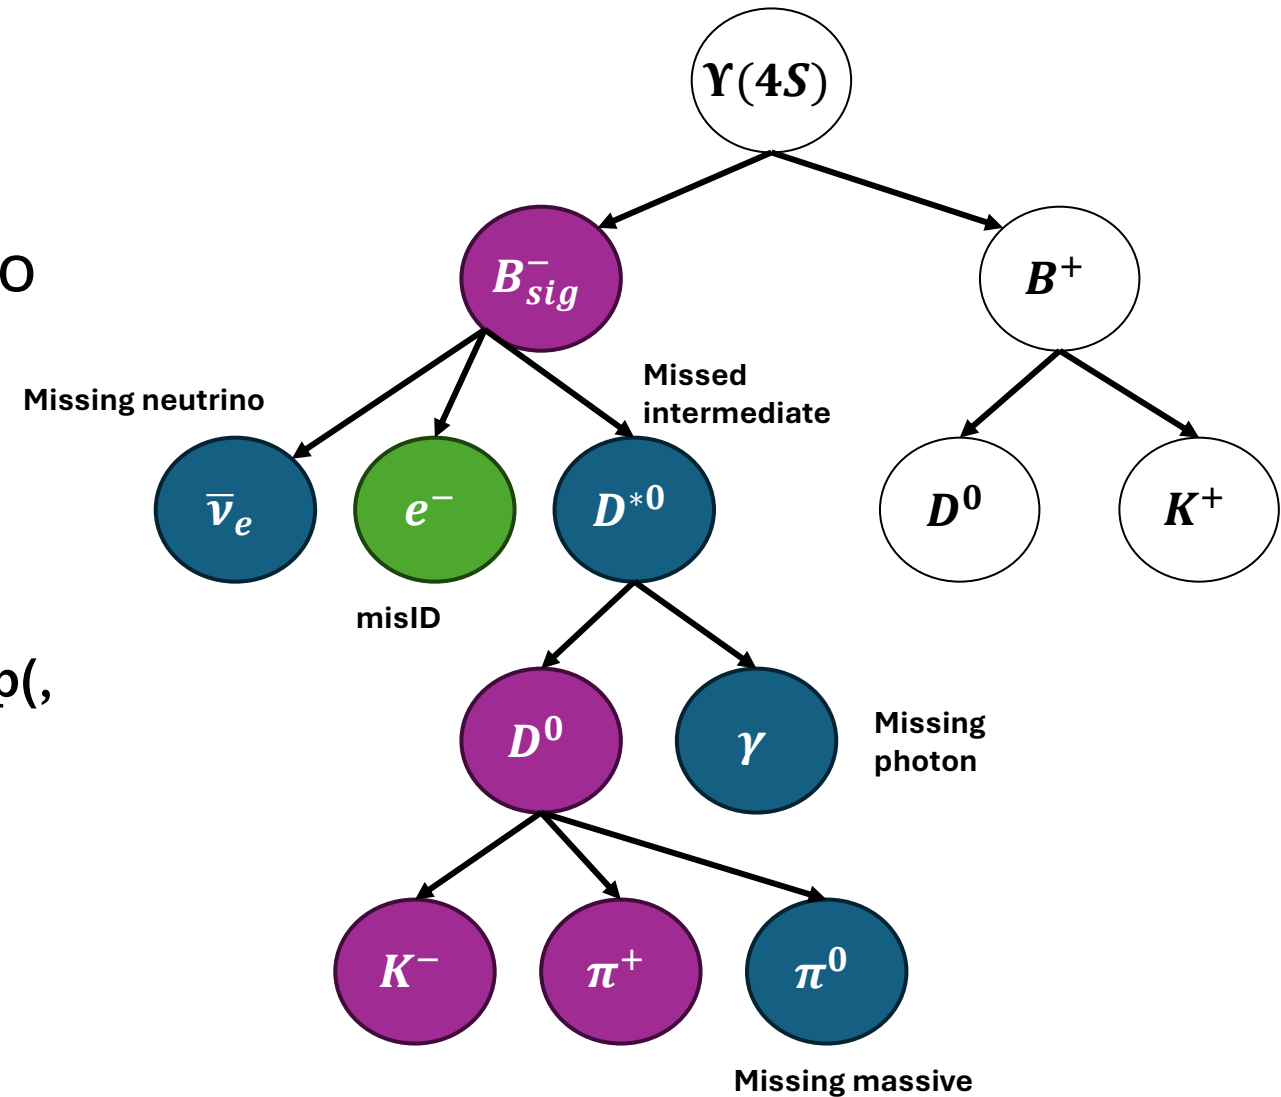 ϒ(4S)
B⁻sig
B⁺
O
Missing neutrino
Missed
intermediate
ν̅e
e⁻
D*⁰
D⁰
K⁺
misID
p(,
D⁰
γ
Missing
photon
K⁻
π⁺
π⁰
Missing massive